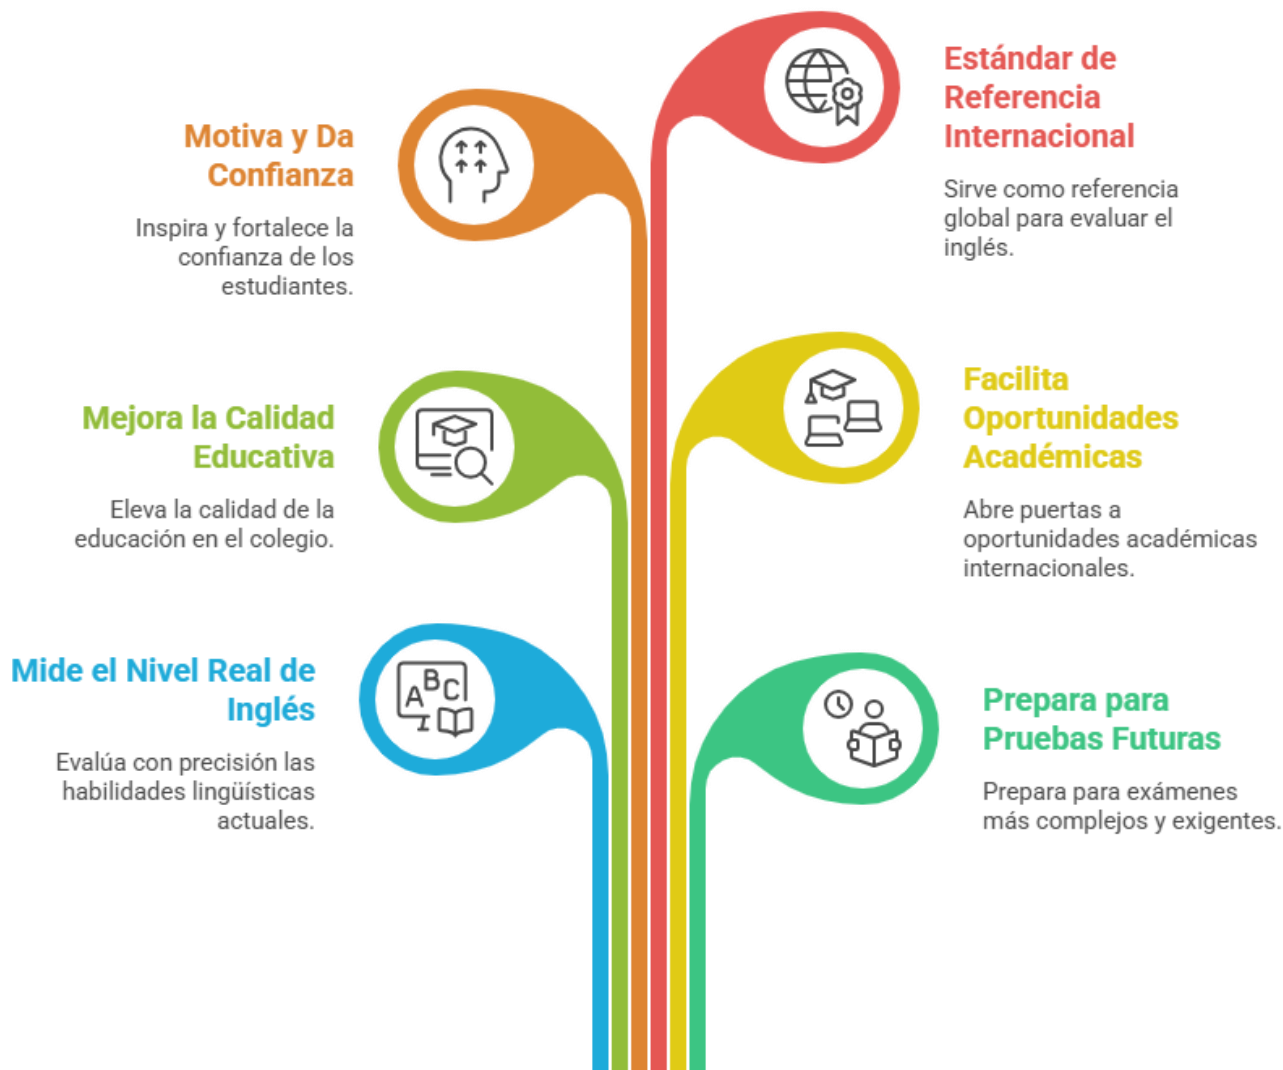 Motiva y Da
Confianza
Inspira y fortalece la
confianza de los
estudiantes.
Mejora la Calidad
Educativa
Eleva la calidad de la
educación en el colegio.
Mide el Nivel Real de
Inglés
Evalúa con precisión las
habilidades lingüísticas
actuales.
ABC
Estándar de
Referencia
Internacional
Sirve como referencia
global para evaluar el
inglés.
Facilita
Oportunidades
Académicas
Abre puertas a
oportunidades académicas
internacionales.
Prepara para
Pruebas Futuras
Prepara para exámenes
más complejos y exigentes.